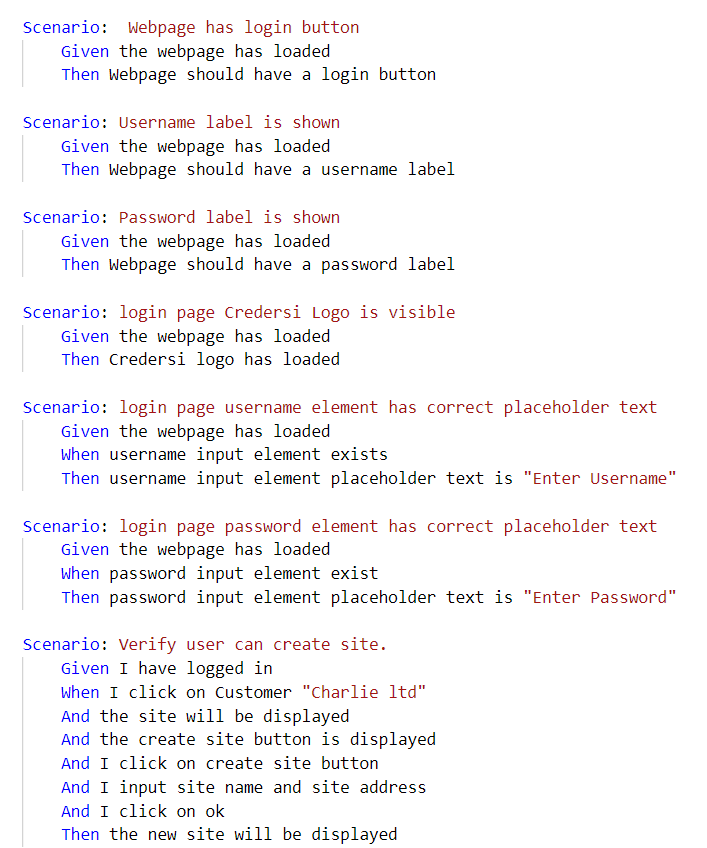 Scenario:  Webpage has login button
Given the webpage has loaded
Then Webpage should have a login button
Scenario: Username label is shown
Given the webpage has loaded
Then Webpage should have a username label
Scenario: Password label is shown
Given the webpage has loaded
Then Webpage should have a password label
Scenario: login page Credersi Logo is visible
Given the webpage has loaded
Then Credersi logo has loaded
Scenario: login page username element has correct placeholder text
Given the webpage has loaded
When username input element exists
Then username input element placeholder text is "Enter Username"
Scenario: login page password element has correct placeholder text
Given the webpage has loaded
When password input element exist
Then password input element placeholder text is "Enter Password"
Scenario: Verify user can create site.
Given I have logged in
When I click on Customer "Charlie ltd"
And the site will be displayed
And the create site button is displayed
And I click on create site button
And I input site name and site address
And I click on ok
Then the new site will be displayed